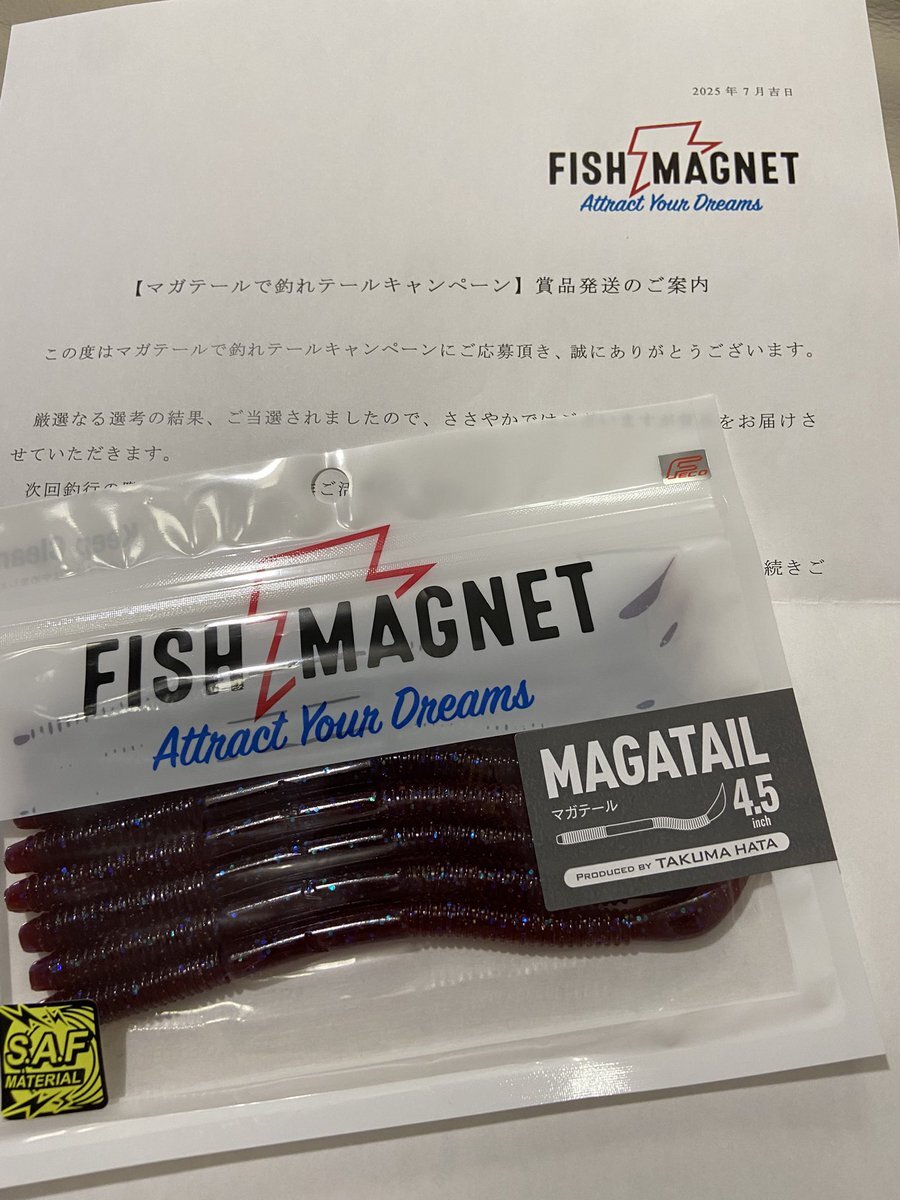 2025年7月吉日
FISH MAGNET
Attract Your Dreams
【マガテールで釣れテールキャンペーン】賞品発送のご案内
この度はマガテールで釣れテールキャンペーンにご応募頂き、誠にありがとうございます。
厳選なる選考の結果、ご当選されましたので、ささやかでは をお届けさ
せていただきます。
次回釣行の ご活
続きご
FECO
Keep Clean
FISH MAGNET
Attract Your Dreams
MAGATAIL
マガテール
4.5
inch
PRODUCED BY TAKUMA HATA
S.A.F
MATERIAL